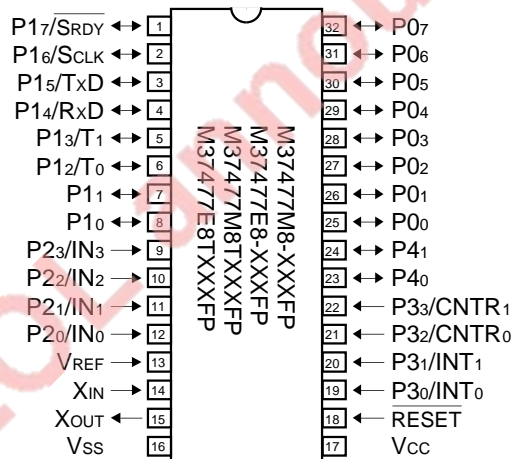 P17/SRDY 1
P16/SCLK 2
P15/TxD 3
P14/RxD 4
P13/T1 5
P12/T0 6
P11 7
P10 8
P23/IN3 9
P22/IN2 10
P21/IN1 11
P20/IN0 12
VREF 13
XIN 14
XOUT 15
VSS 16
M37477M8-XXXFP
M37477E8-XXXFP
M37477M8TXXXFP
M37477E8TXXXFP
32 P07
31 P06
30 P05
29 P04
28 P03
27 P02
26 P01
25 P00
24 P41
23 P40
22 P33/CNTR1
21 P32/CNTR0
20 P31/INT1
19 P30/INT0
18 RESET
17 VCC
EOL announ